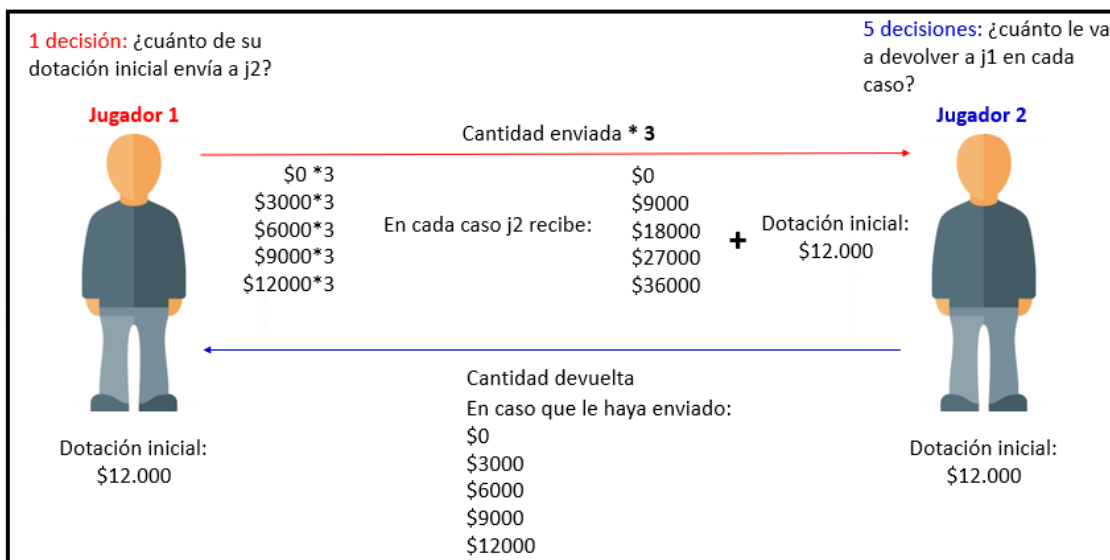 1 decisión: ¿cuánto de su
dotación inicial envía a j2?
5 decisiones: ¿cuánto le va
a devolver a j1 en cada
caso?
Jugador 1
Jugador 2
Cantidad enviada * 3
$0 *3
$3000*3
$6000*3
$9000*3
$12000*3
En cada caso j2 recibe:
$0
$9000
$18000
$27000
$36000
+
Dotación inicial:
$12.000
Cantidad devuelta
En caso que le haya enviado:
$0
$3000
$6000
$9000
$12000
Dotación inicial:
$12.000
Dotación inicial:
$12.000